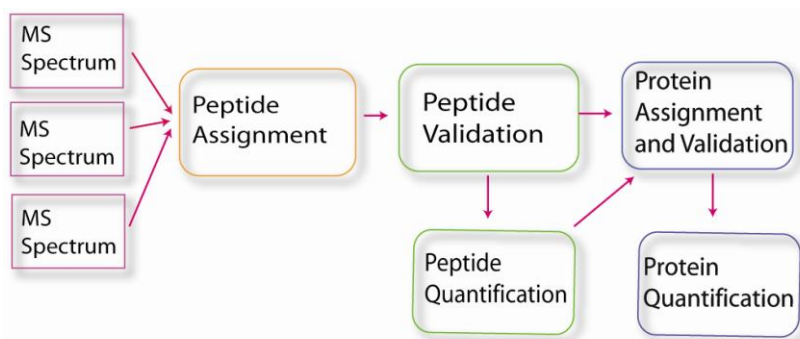 MS
Spectrum
MS
Spectrum
MS
Spectrum
Peptide
Assignment
Peptide
Validation
Protein
Assignment
and Validation
Peptide
Quantification
Protein
Quantification